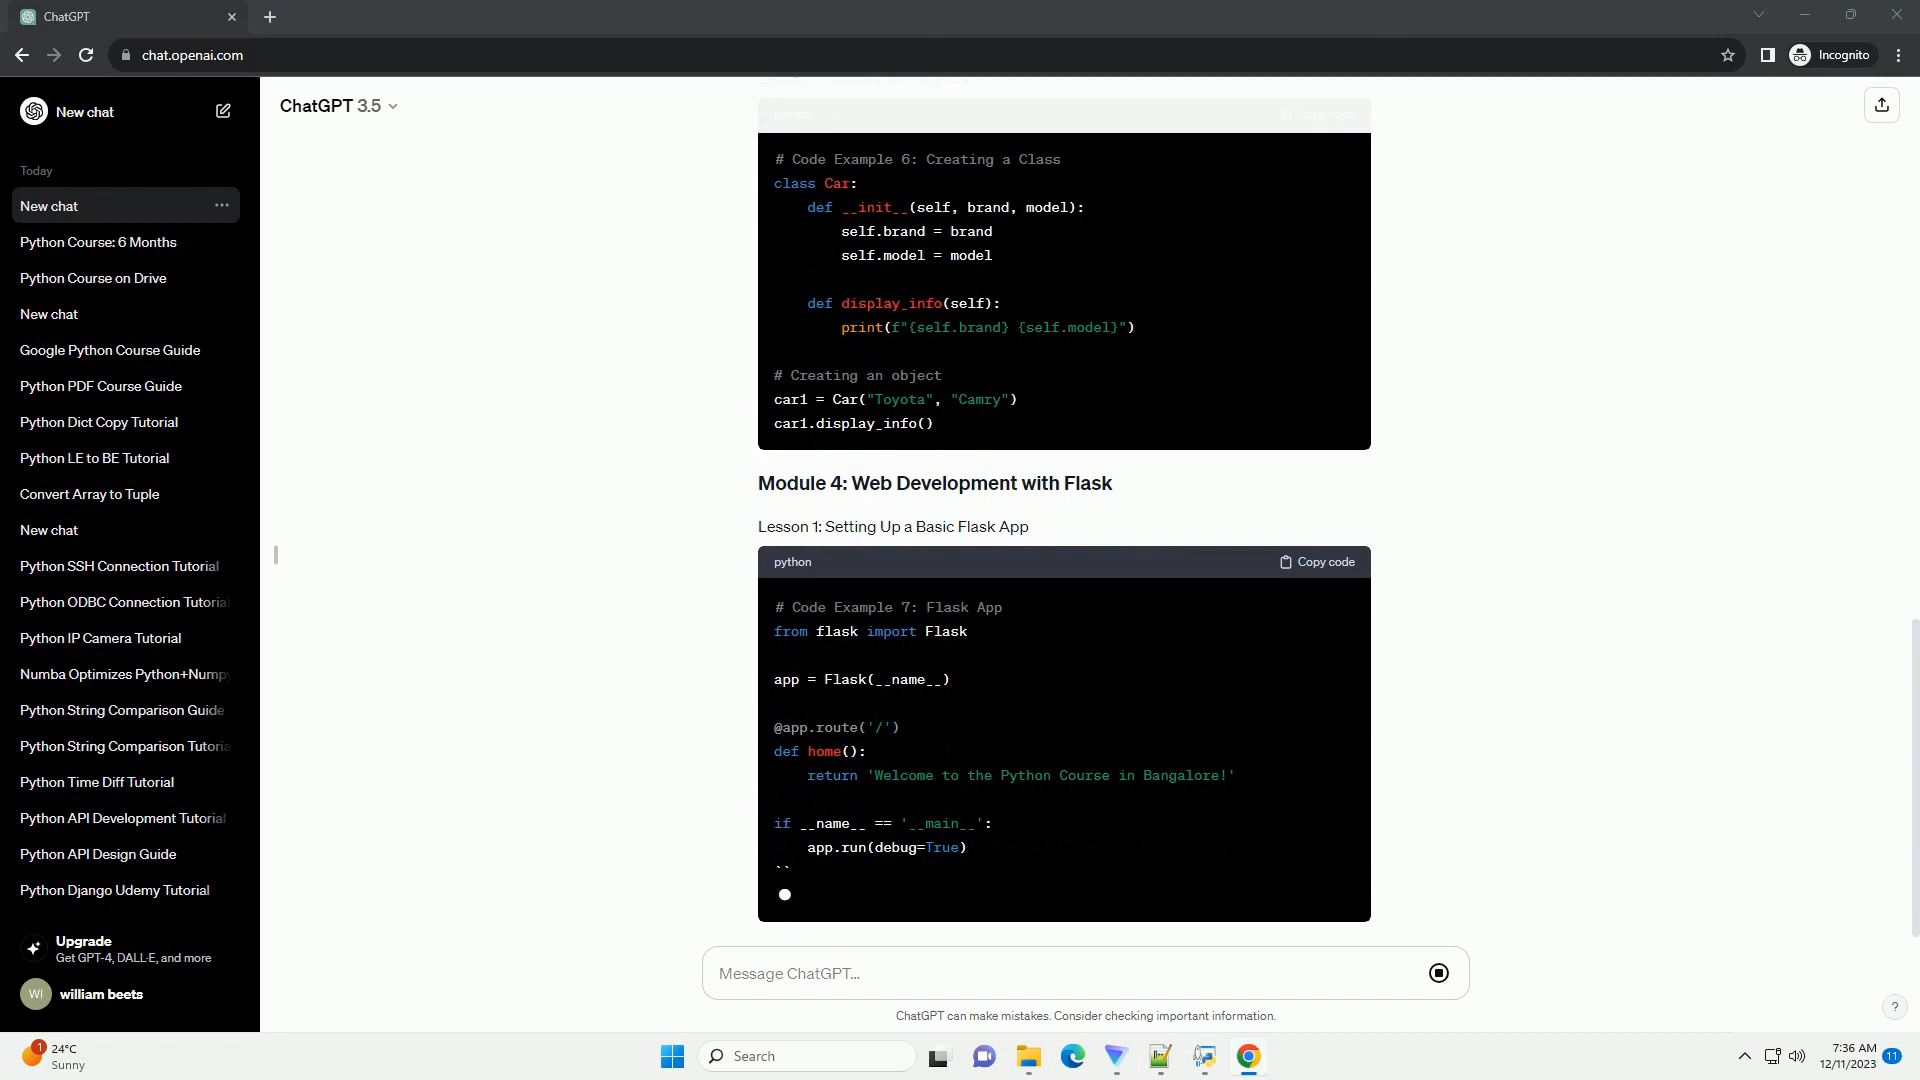 ChatGPT
chat.openai.com
Incognito
New chat
ChatGPT 3.5
Today
New chat
Python Course: 6 Months
Python Course on Drive
New chat
Google Python Course Guide
Python PDF Course Guide
Python Dict Copy Tutorial
Python LE to BE Tutorial
Convert Array to Tuple
New chat
Python SSH Connection Tutorial
Python ODBC Connection Tutoria
Python IP Camera Tutorial
Numba Optimizes Python+Nump
Python String Comparison Guide
Python String Comparison Tutoria
Python Time Diff Tutorial
Python API Development Tutorial
Python API Design Guide
Python Django Udemy Tutorial
Upgrade
Get GPT-4, DALL·E, and more
WI
william beets
python
Copy code
# Code Example 6: Creating a Class
class Car:
def __init__(self, brand, model):
self.brand = brand
self.model = model
def display_info(self):
print(f"{self.brand} {self.model}")
# Creating an object
car1 = Car("Toyota", "Camry")
car1.display_info()
Module 4: Web Development with Flask
Lesson 1: Setting Up a Basic Flask App
python
Copy code
# Code Example 7: Flask App
from flask import Flask
app = Flask(__name__)
@app.route('/')
def home():
return 'Welcome to the Python Course in Bangalore!'
if __name__ == '__main__':
app.run(debug=True)
``
Message ChatGPT...
ChatGPT can make mistakes. Consider checking important information.
?
1
24°C
Sunny
Search
7:36 AM
12/11/2023
11